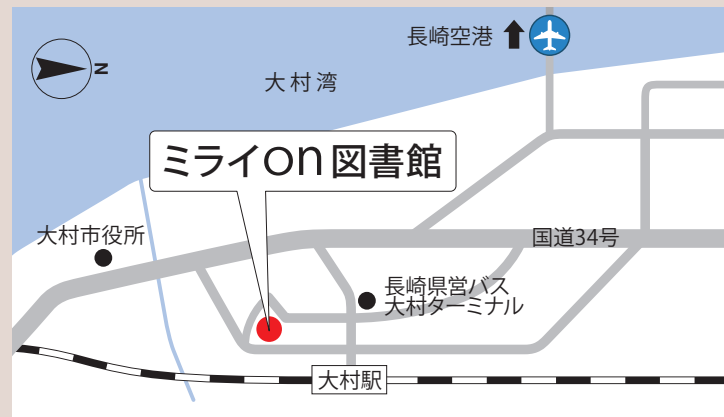 長崎空港
N
大村湾
ミライon図書館
大村市役所
国道34号
長崎県営バス
大村ターミナル
大村駅